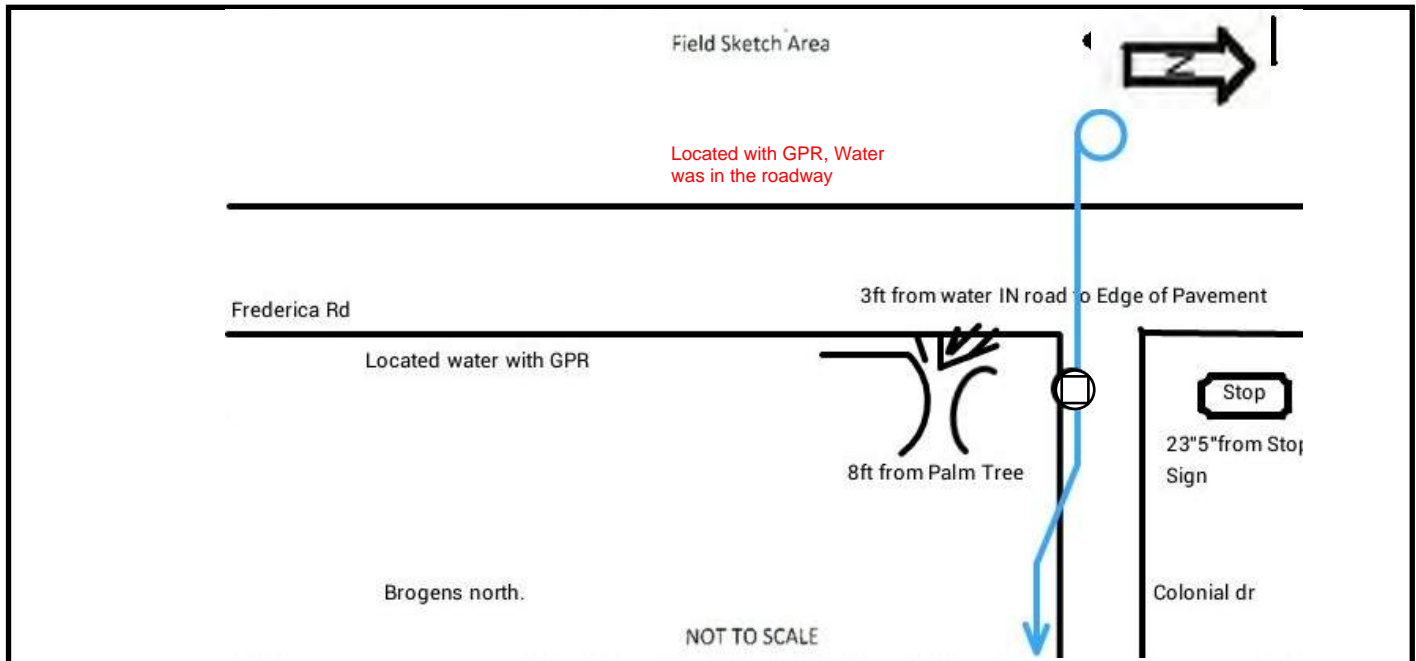 Field Sketch Area
N
Located with GPR, Water
was in the roadway
3ft from water IN road to Edge of Pavement
Frederica Rd
Located water with GPR
Stop
23"5"from Stop
Sign
8ft from Palm Tree
Brogens north.
Colonial dr
NOT TO SCALE